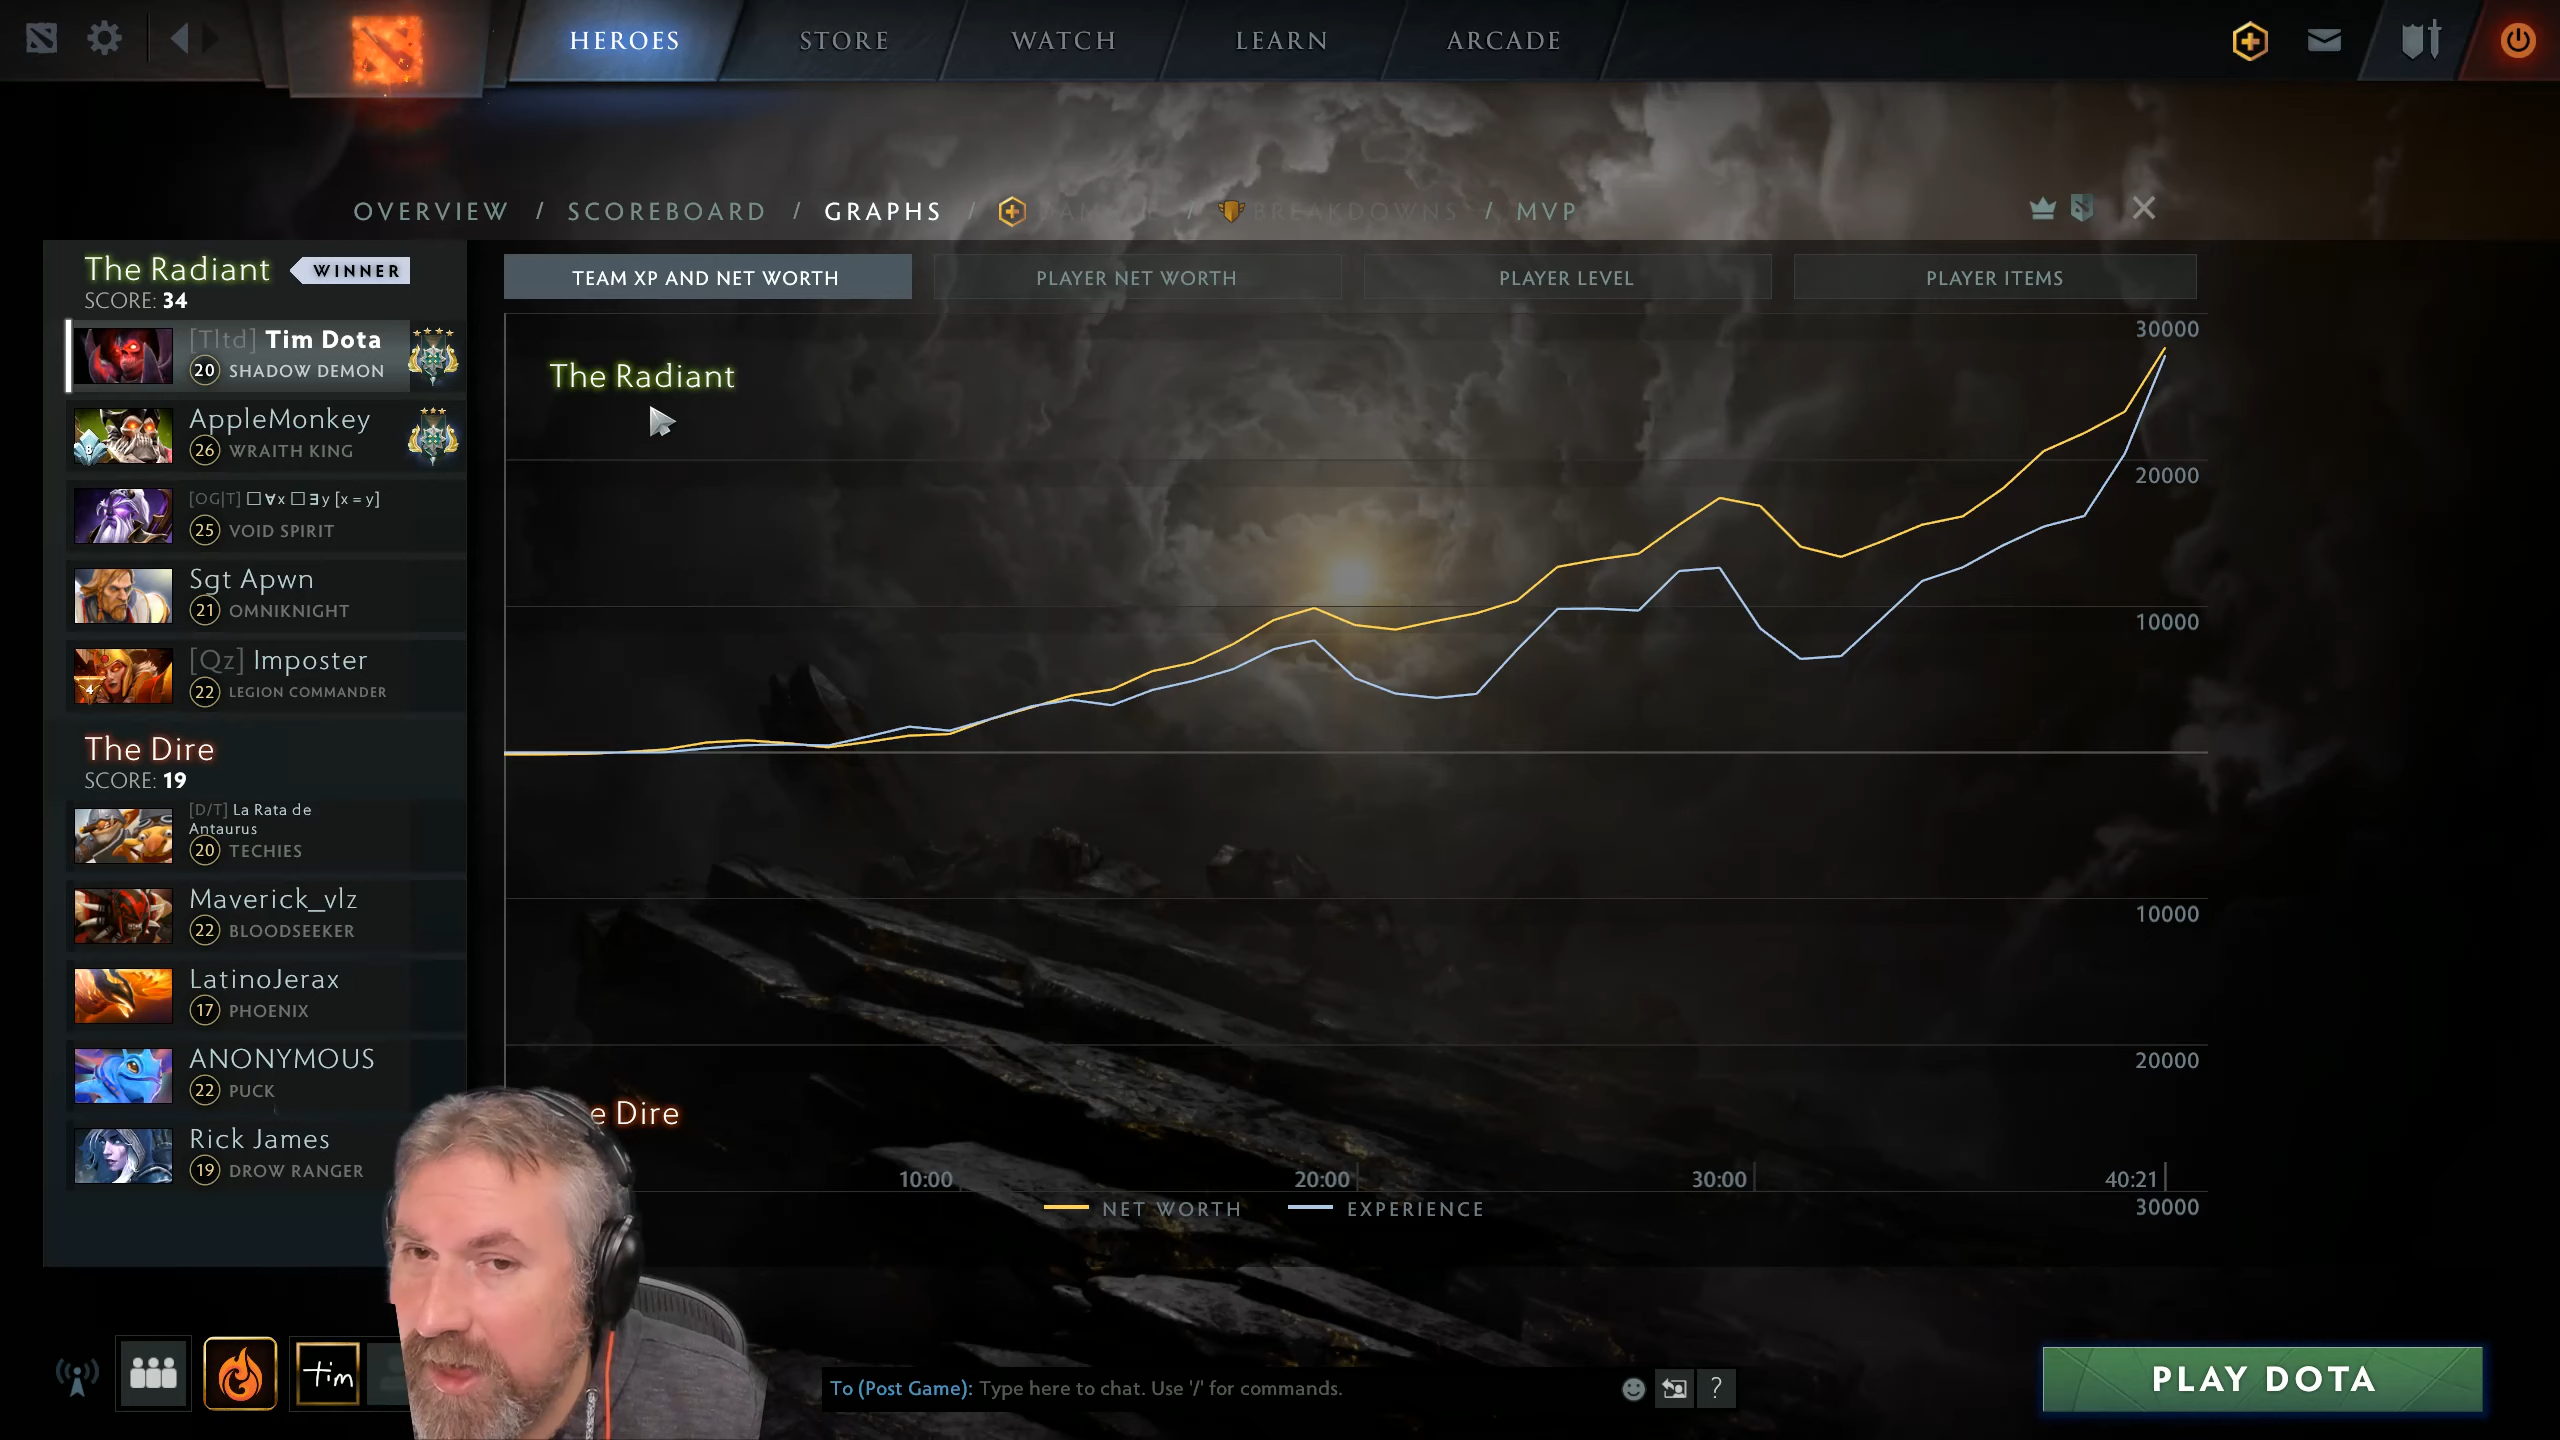 HEROES
STORE
WATCH
LEARN
ARCADE
OVERVIEW / SCOREBOARD / GRAPHS / / BREAKDOWNS / MVP
The Radiant WINNER
SCORE: 34
[Tltd] Tim Dota
20 SHADOW DEMON
AppleMonkey
26 WRAITH KING
[OG|T] □∀x □∃y [x = y]
25 VOID SPIRIT
Sgt Apwn
21 OMNIKNIGHT
[Qz] Imposter
4
22 LEGION COMMANDER
The Dire
SCORE: 19
[D/T] La Rata de
Antaurus
20 TECHIES
Maverick_vlz
22 BLOODSEEKER
LatinoJerax
17 PHOENIX
ANONYMOUS
22 PUCK
Rick James
19 DROW RANGER
TEAM XP AND NET WORTH
PLAYER NET WORTH
PLAYER LEVEL
PLAYER ITEMS
The Radiant
30000
20000
10000
10000
20000
30000
e Dire
10:00
20:00
30:00
40:21
NET WORTH
EXPERIENCE
tim
To (Post Game): Type here to chat. Use '/' for commands.
?
PLAY DOTA